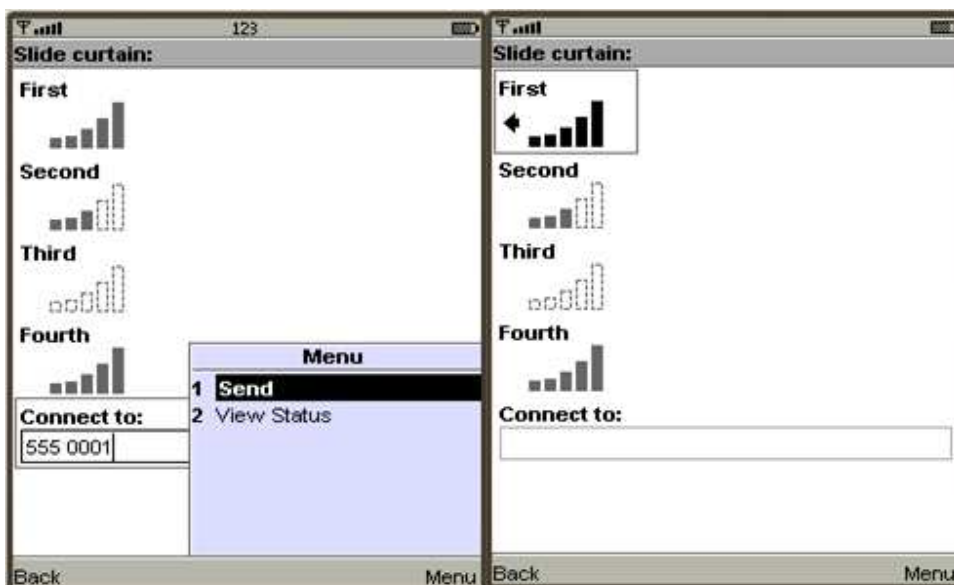 123
Slide curtain:
First
Second
Third
Fourth
Connect to:
555 0001
Menu
1 Send
2 View Status
Back Menu
Slide curtain:
First
Second
Third
Fourth
Connect to:
Back Menu